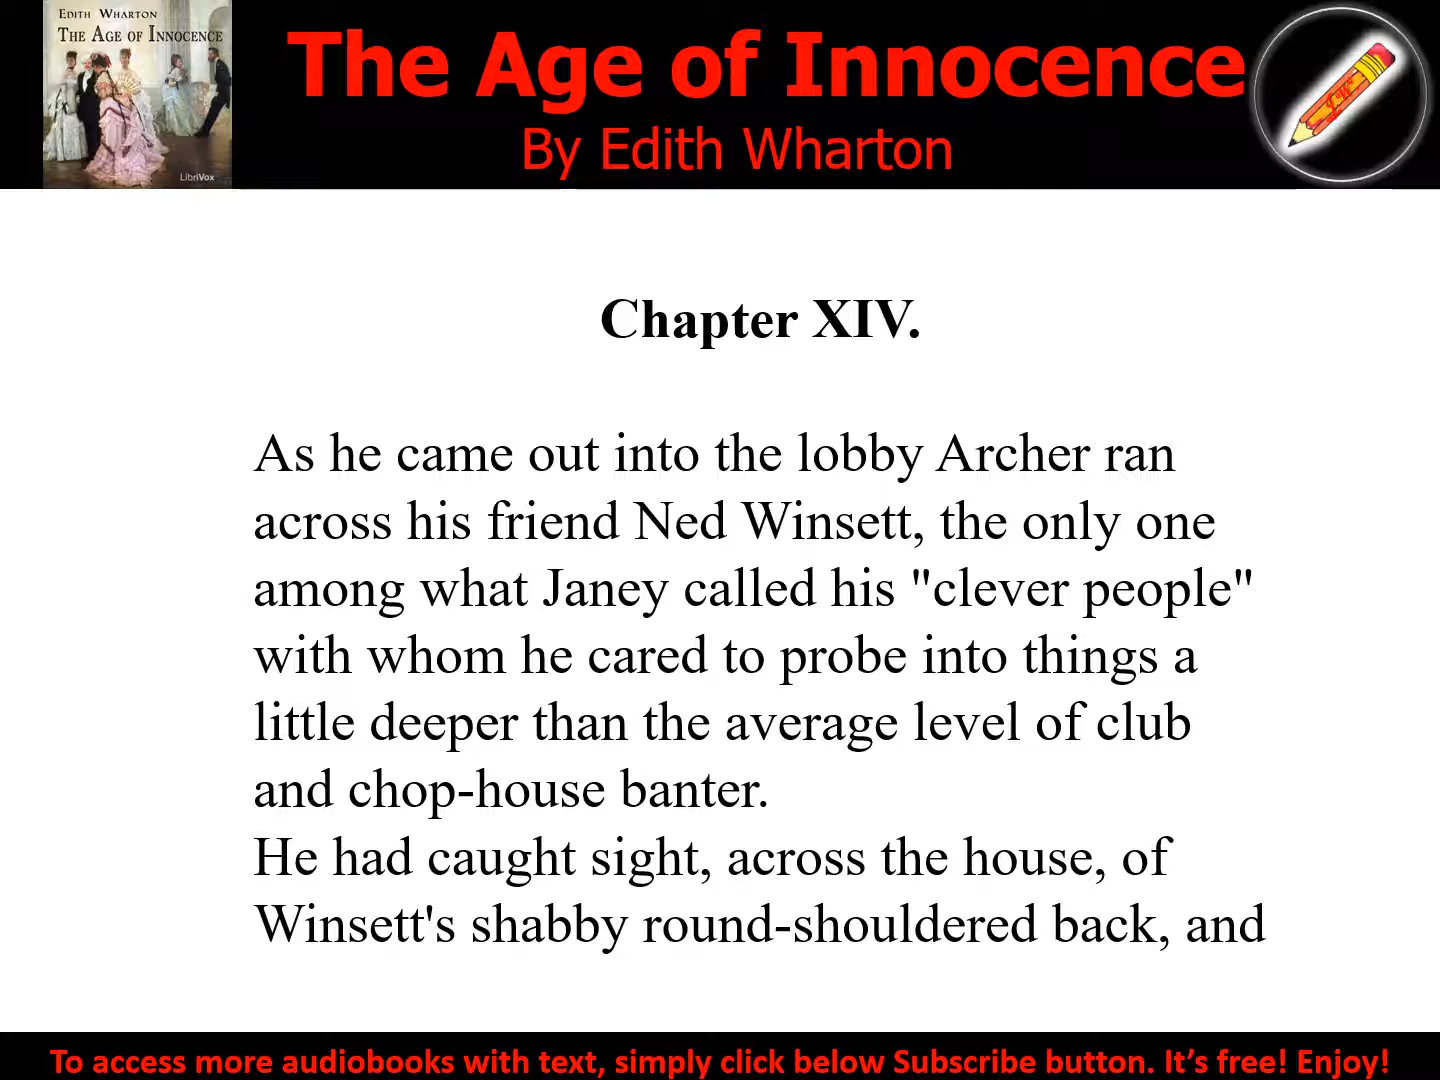 EDITH WHARTON
THE AGE OF INNOCENCE
LibriVox
The Age of Innocence
By Edith Wharton
Chapter XIV.
As he came out into the lobby Archer ran
across his friend Ned Winsett, the only one
among what Janey called his "clever people"
with whom he cared to probe into things a
little deeper than the average level of club
and chop-house banter.
He had caught sight, across the house, of
Winsett's shabby round-shouldered back, and
To access more audiobooks with text, simply click below Subscribe button. It’s free! Enjoy!